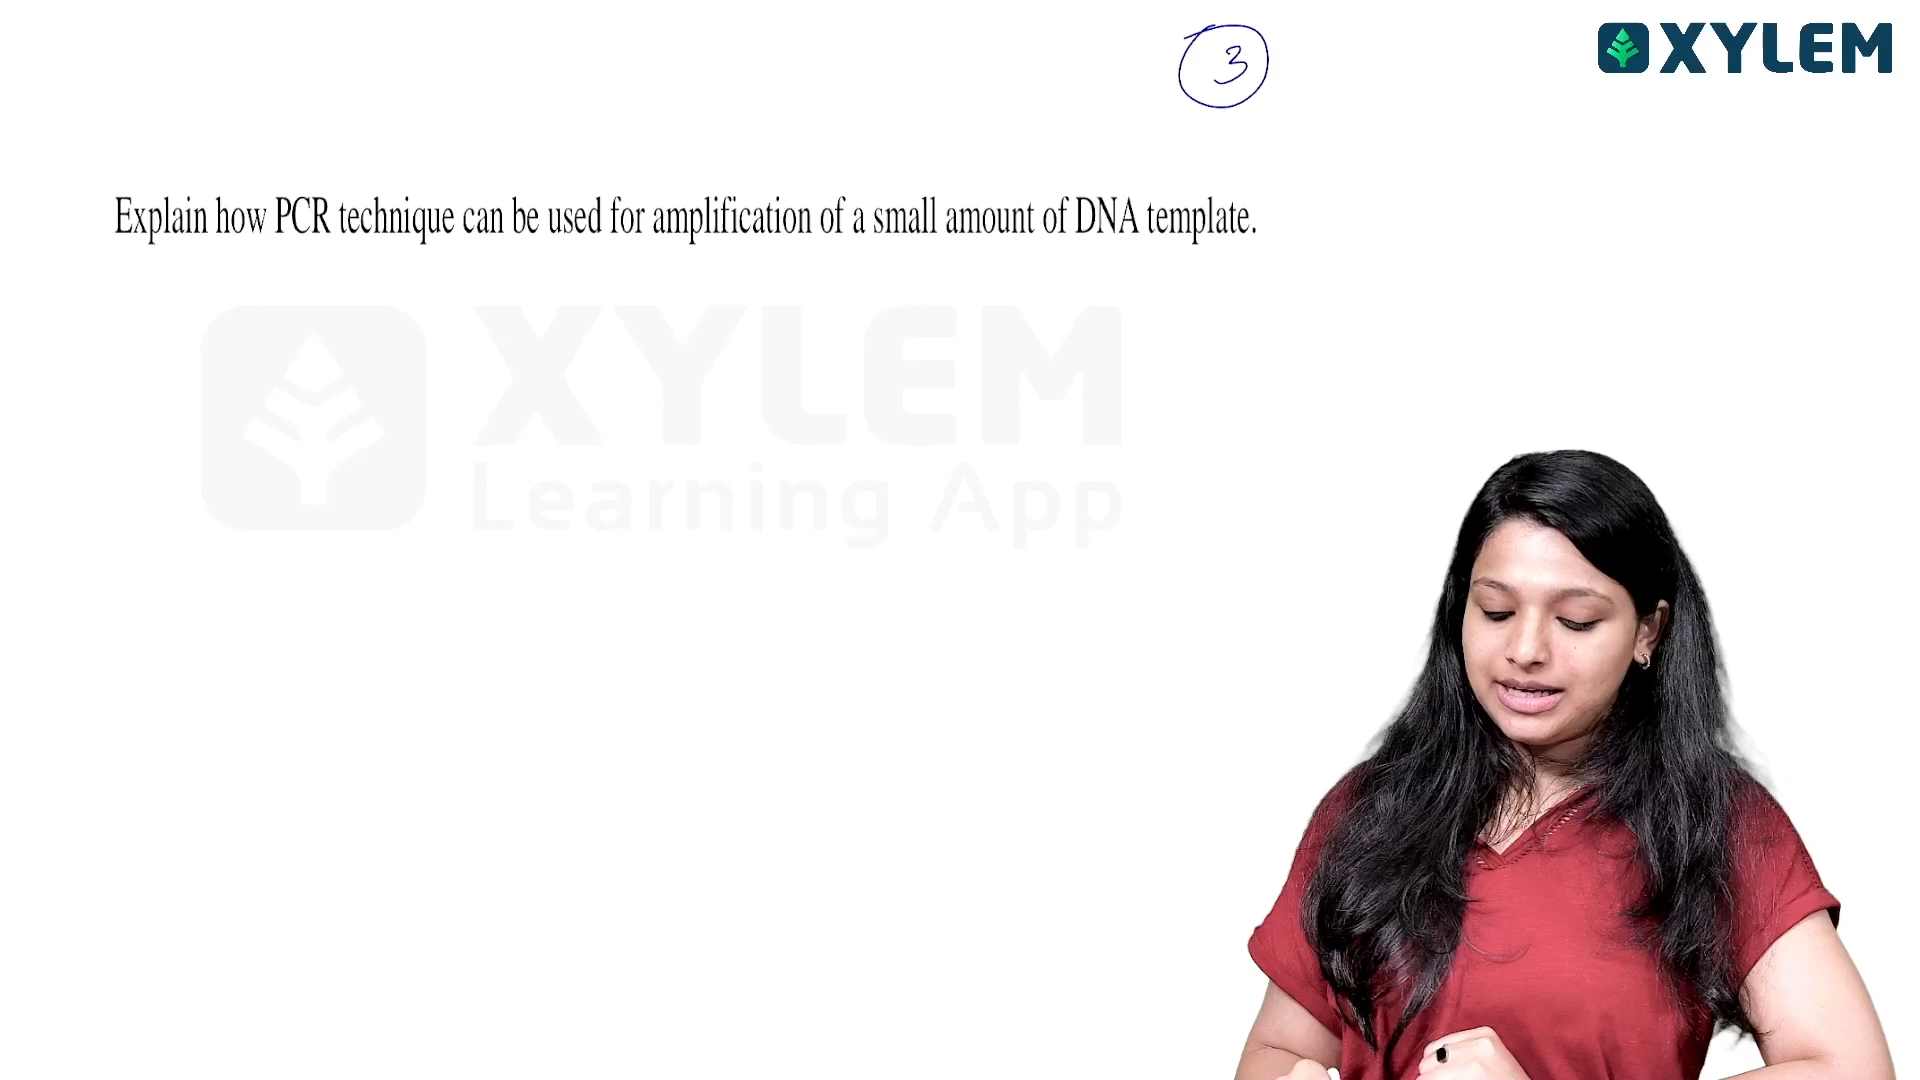 3
XYLEM
Explain how PCR technique can be used for amplification of a small amount of DNA template.
XYLEM
Learning App